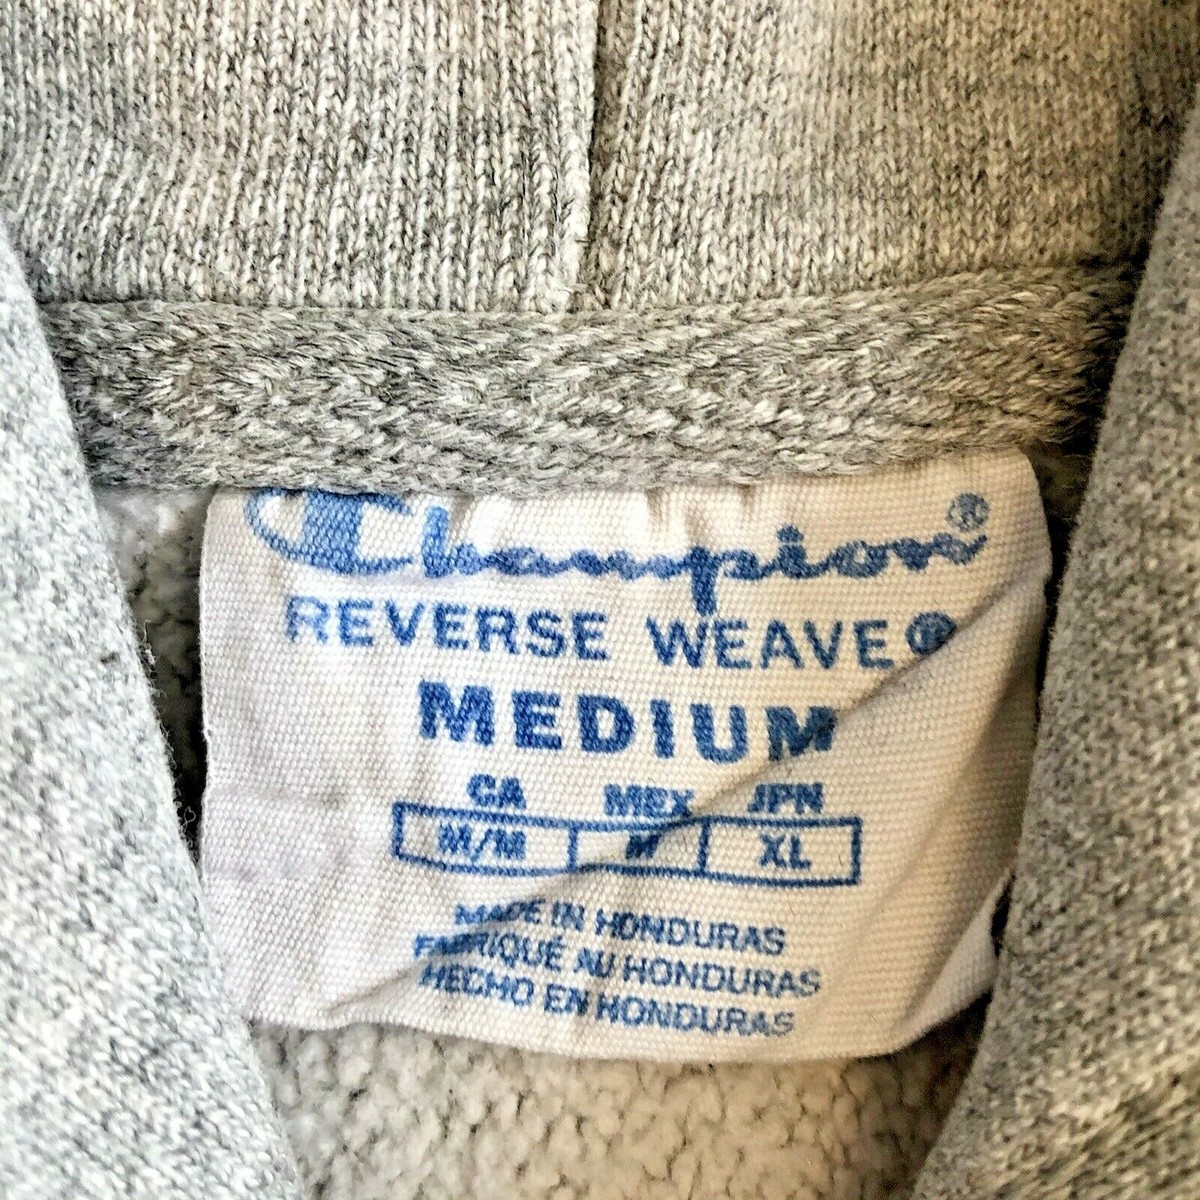 Champion®
REVERSE WEAVE®
MEDIUM
CA MEX JPN
M/M M XL
MADE IN HONDURAS
FABRIQUÉ AU HONDURAS
HECHO EN HONDURAS